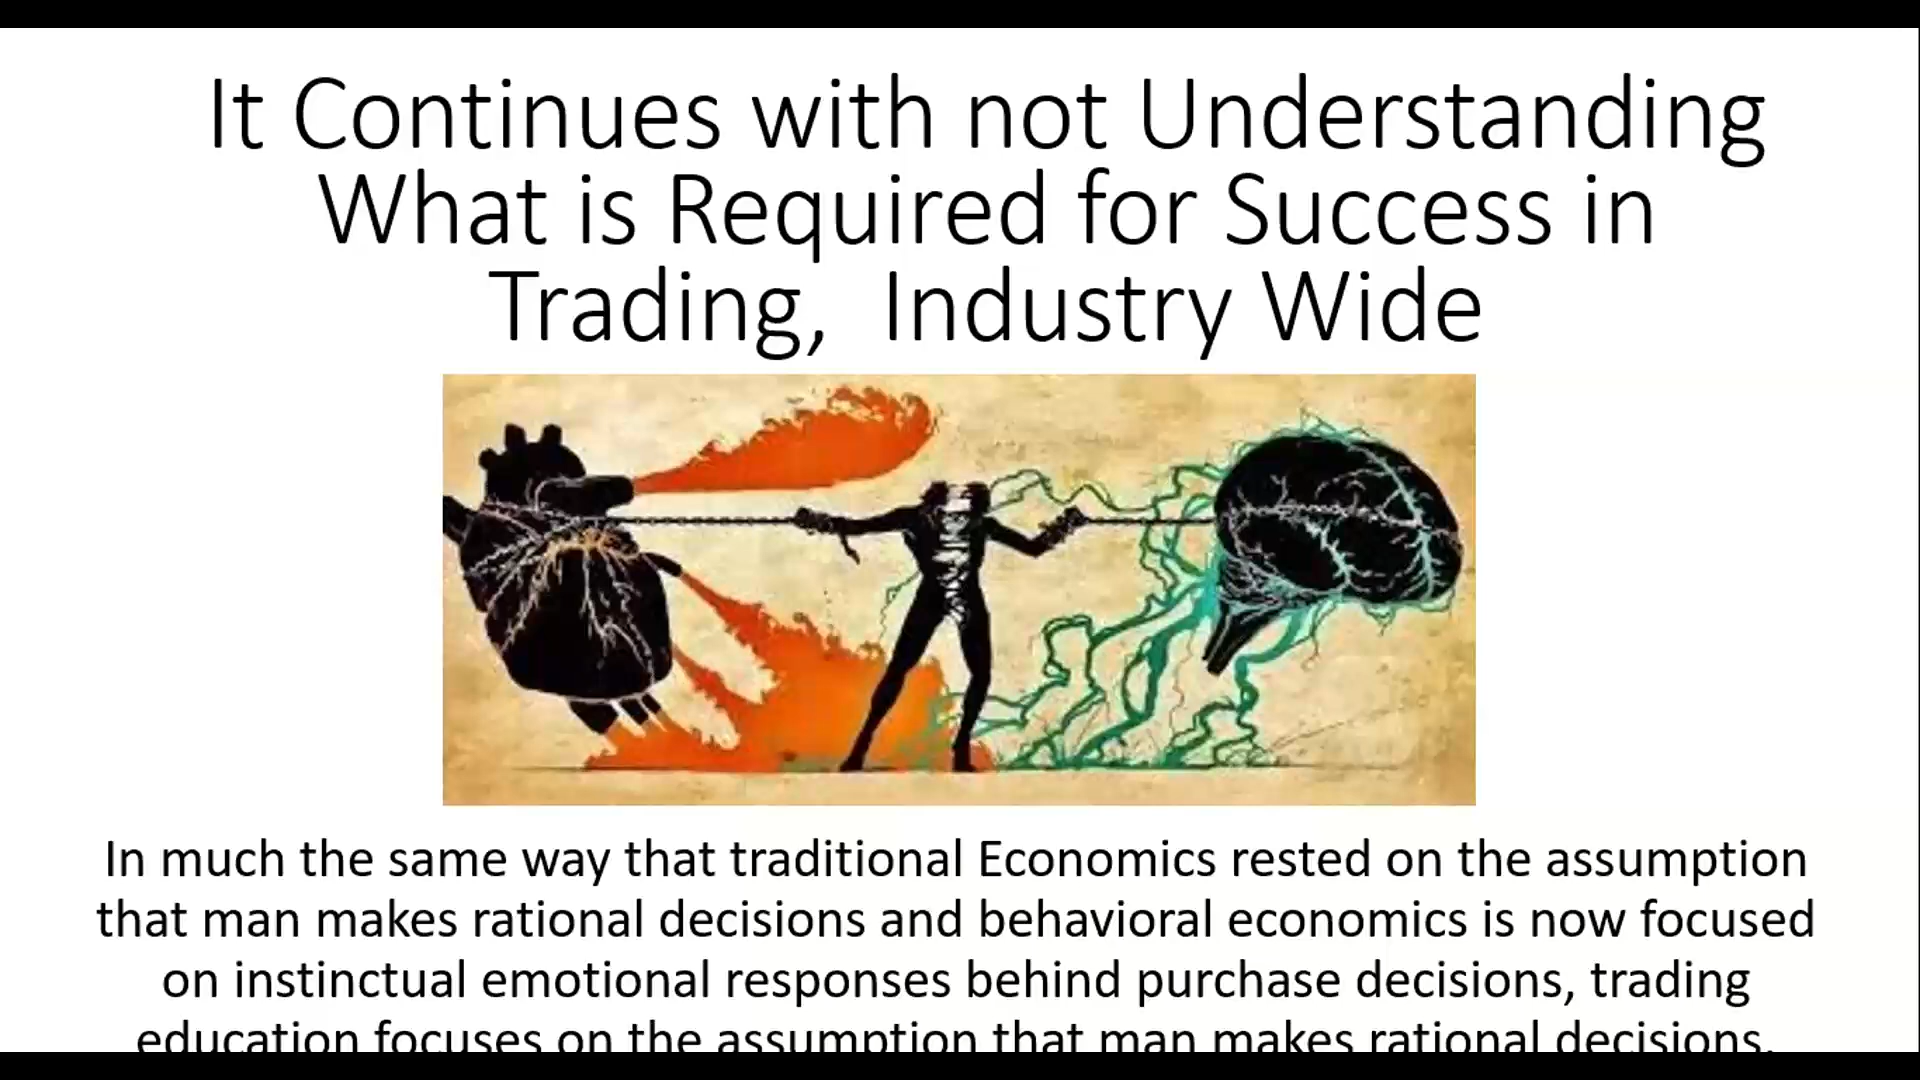 It Continues with not Understanding
What is Required for Success in
Trading,  Industry Wide
In much the same way that traditional Economics rested on the assumption
that man makes rational decisions and behavioral economics is now focused
on instinctual emotional responses behind purchase decisions, trading
education focuses on the assumption that man makes rational decisions.